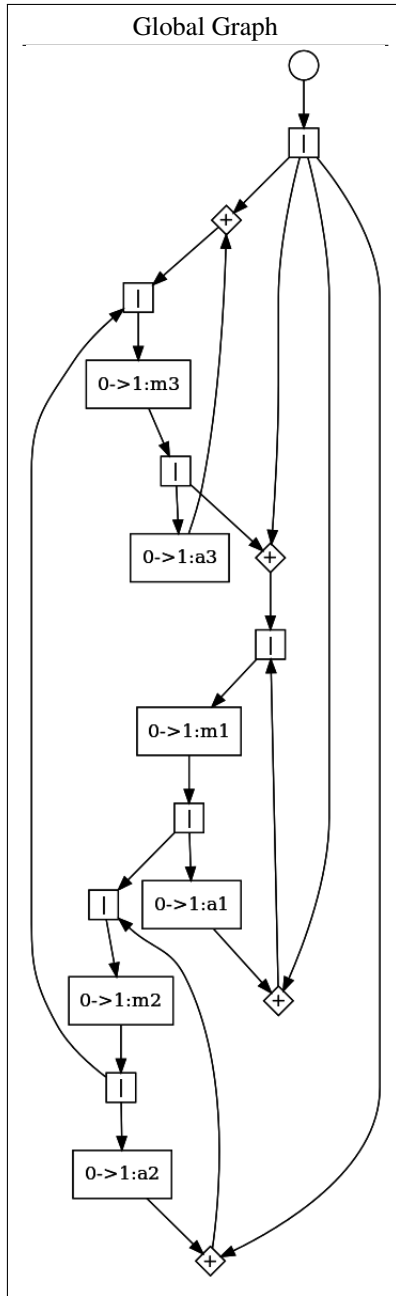 Global Graph
|
+
|
0->1:m3
|
0->1:a3
+
|
0->1:m1
|
|
0->1:a1
0->1:m2
+
|
0->1:a2
+